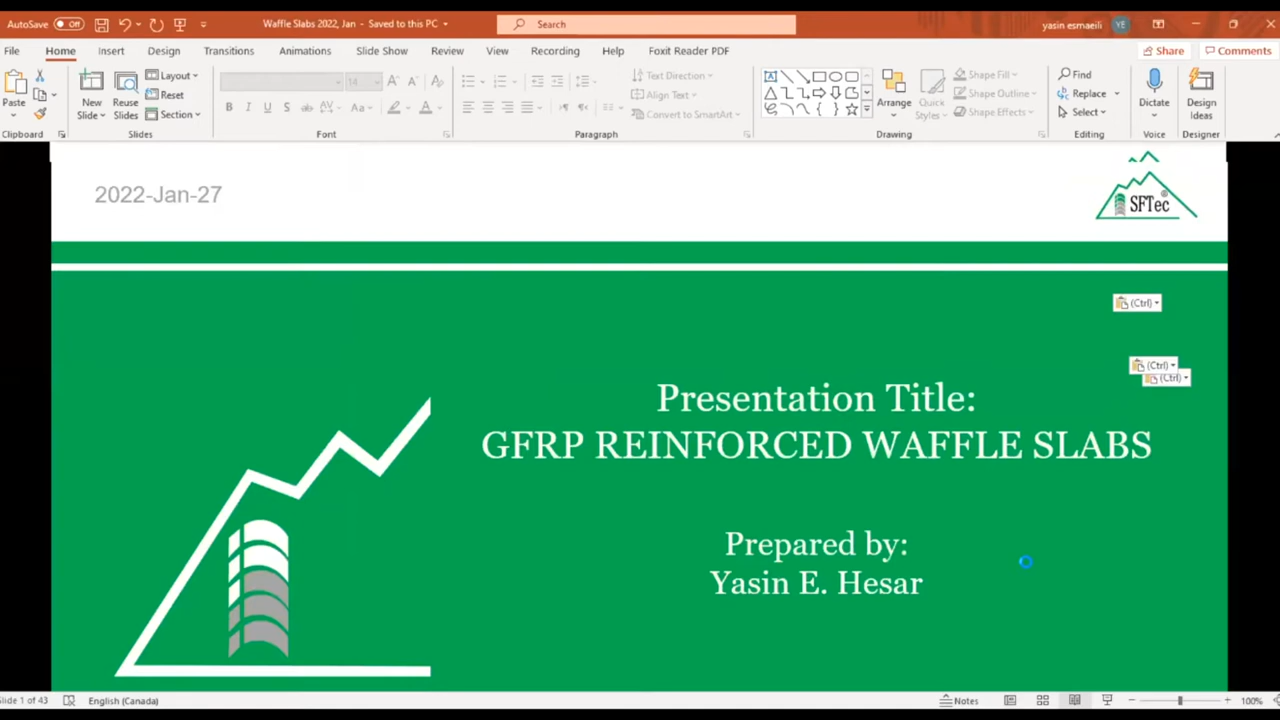 AutoSave Off
Waffle Slabs 2022, Jan - Saved to this PC
Search
yasin esmaeili YE
File Home Insert Design Transitions Animations Slide Show Review View Recording Help Foxit Reader PDF Share Comments
Paste
New Slide
Reuse Slides
Layout
Reset
Section
14
Text Direction
Align Text
Convert to SmartArt
Arrange
Quick Styles
Shape Fill
Shape Outline
Shape Effects
Find
Replace
Select
Dictate
Design Ideas
Clipboard Slides Font Paragraph Drawing Editing Voice Designer
2022-Jan-27
SFTec
(Ctrl)
(Ctrl)
(Ctrl)
Presentation Title:
GFRP REINFORCED WAFFLE SLABS
Prepared by:
Yasin E. Hesar
Slide 1 of 43 English (Canada) Notes 100%